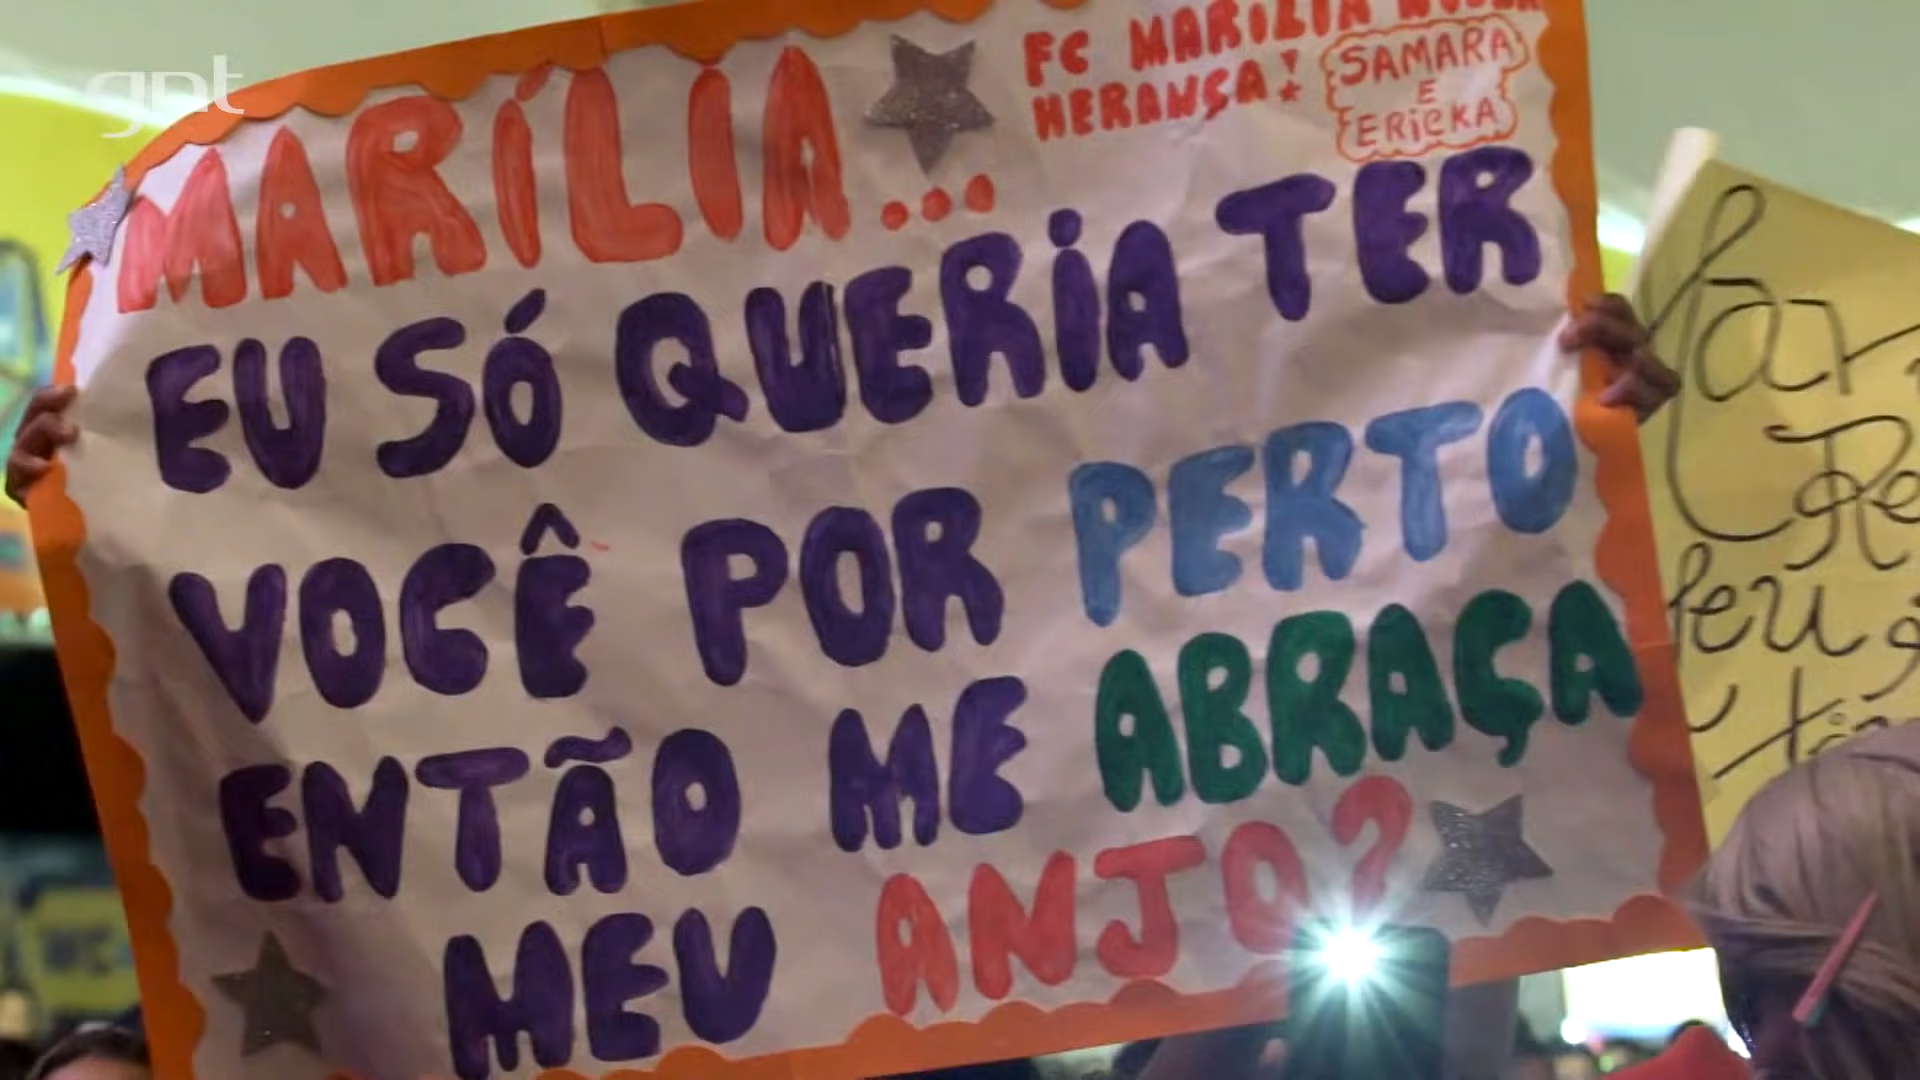 gnt
FC MARÍLIA
HERANÇA!
SAMARA
E
ERICKA
MARÍLIA...
EU SÓ QUERIA TER
VOCÊ POR PERTO
ENTÃO ME ABRAÇA
MEU ANJO?